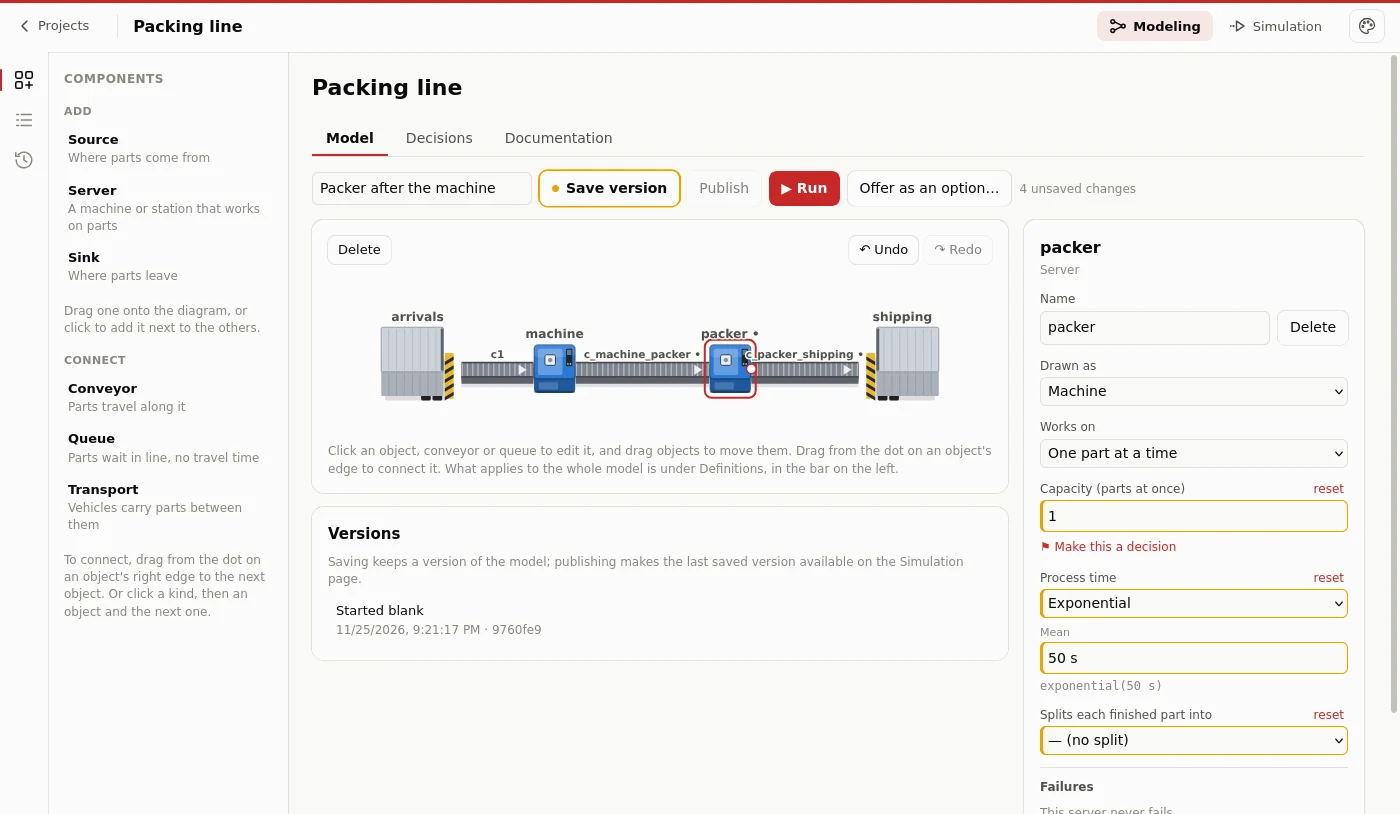 Projects
Packing line
Modeling
Simulation
COMPONENTS
ADD
Source
Where parts come from
Server
A machine or station that works
on parts
Sink
Where parts leave
Drag one onto the diagram, or
click to add it next to the others.
CONNECT
Conveyor
Parts travel along it
Queue
Parts wait in line, no travel time
Transport
Vehicles carry parts between
them
To connect, drag from the dot on
an object's right edge to the next
object. Or click a kind, then an
object and the next one.
Packing line
Model
Decisions
Documentation
Packer after the machine
● Save version
Publish
▶ Run
Offer as an option...
4 unsaved changes
Delete
↶ Undo
↷ Redo
arrivals
machine
packer •
shipping
c1
c_machine_packer •
c_packer_shipping •
Click an object, conveyor or queue to edit it, and drag objects to move them. Drag from the dot on an object's
edge to connect it. What applies to the whole model is under Definitions, in the bar on the left.
Versions
Saving keeps a version of the model; publishing makes the last saved version available on the Simulation
page.
Started blank
11/25/2026, 9:21:17 PM · 9760fe9
packer
Server
Name
packer
Delete
Drawn as
Machine
Works on
One part at a time
Capacity (parts at once)
reset
1
⚑ Make this a decision
Process time
reset
Exponential
Mean
50 s
exponential(50 s)
Splits each finished part into
reset
— (no split)
Failures
This server never fails